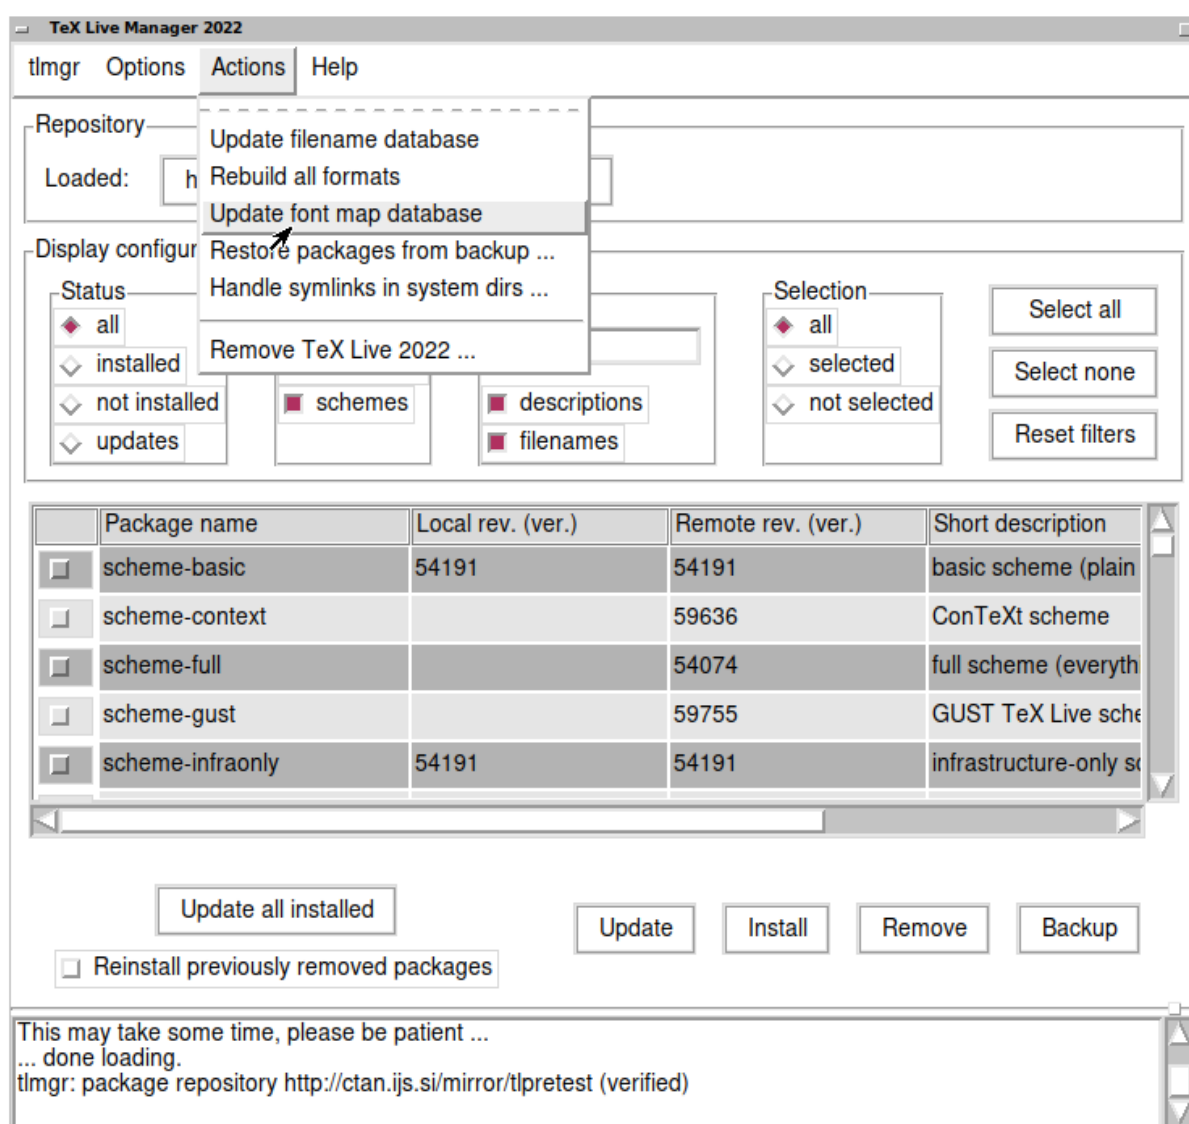 TeX Live Manager 2022
tlmgr Options Actions Help
Repository
Update filename database
Loaded: h Rebuild all formats
Update font map database
Display configur Restore packages from backup ...
Status Handle symlinks in system dirs ... Selection
all all Select all
installed Remove TeX Live 2022 ... selected Select none
not installed schemes descriptions not selected
updates filenames Reset filters
Package name Local rev. (ver.) Remote rev. (ver.) Short description
scheme-basic 54191 54191 basic scheme (plain
scheme-context 59636 ConTeXt scheme
scheme-full 54074 full scheme (everyth
scheme-gust 59755 GUST TeX Live sche
scheme-infraonly 54191 54191 infrastructure-only sc
Update all installed
Update Install Remove Backup
Reinstall previously removed packages
This may take some time, please be patient ...
... done loading.
tlmgr: package repository http://ctan.ijs.si/mirror/tlpretest (verified)